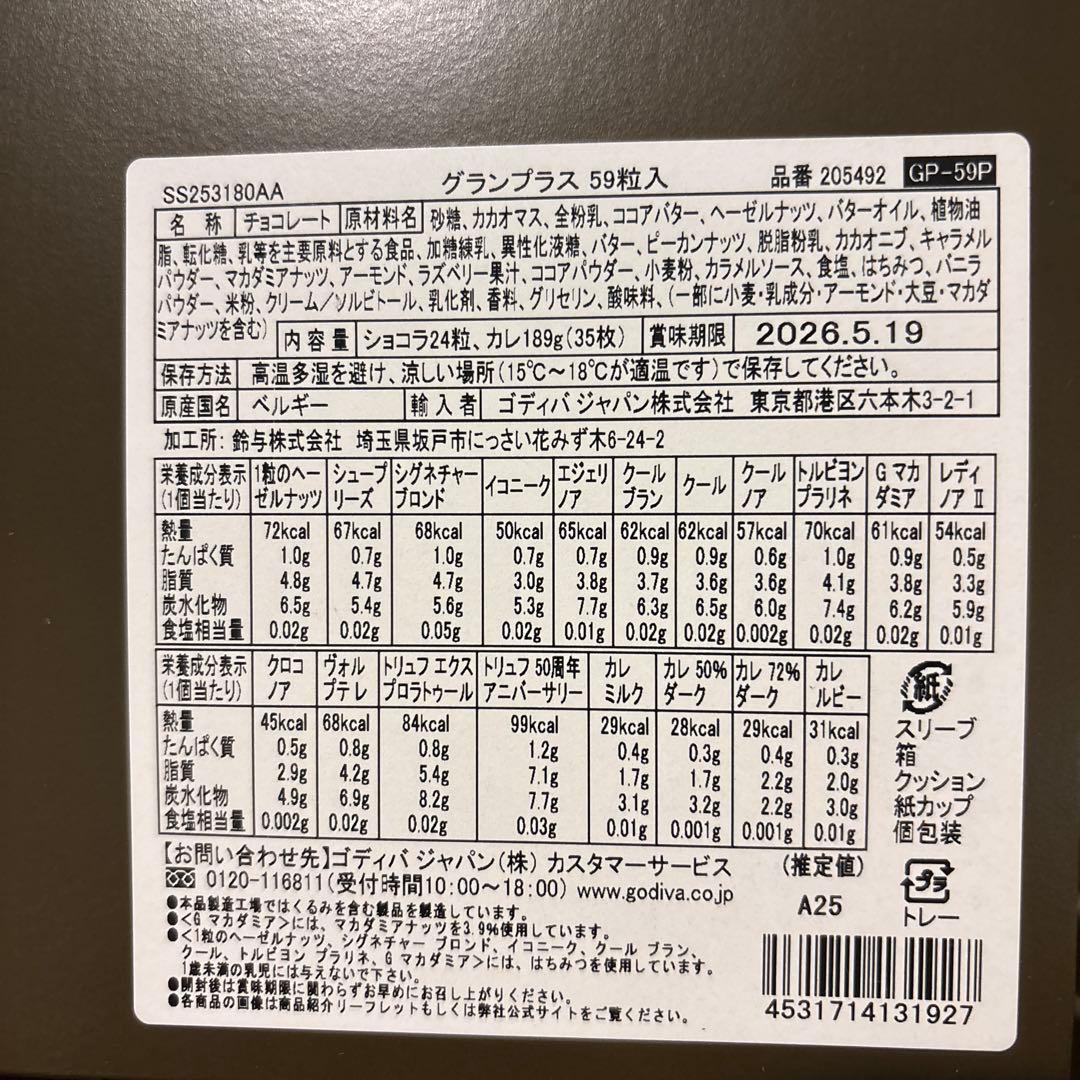 SS253180AA グランプラス 59粒入 品番 205492 GP-59P
名 称 チョコレート 原材料名 砂糖、カカオマス、全粉乳、ココアバター、ヘーゼルナッツ、バターオイル、植物油
脂、転化糖、乳等を主要原料とする食品、加糖練乳、異性化液糖、バター、ピーカンナッツ、脱脂粉乳、カカオニブ、キャラメル
パウダー、マカダミアナッツ、アーモンド、ラズベリー果汁、ココアパウダー、小麦粉、カラメルソース、食塩、はちみつ、バニラ
パウダー、米粉、クリーム／ソルビトール、乳化剤、香料、グリセリン、酸味料、(一部に小麦・乳成分・アーモンド・大豆・マカダ
ミアナッツを含む) 内容量 ショコラ24粒、カレ189g(35枚) 賞味期限 2026.5.19
保存方法 高温多湿を避け、涼しい場所(15℃～18℃が適温です)で保存してください。
原産国名 ベルギー 輸入者 ゴディバ ジャパン株式会社 東京都港区六本木3-2-1
加工所: 鈴与株式会社 埼玉県坂戸市にっさい花みず木6-24-2
栄養成分表示 1粒のヘー シュープ シグネチャー イコニーク エジェリ クール クール クール トルビヨン G マカ レディ
(1個当たり) ゼルナッツ リーズ ブロンド ノア ブラン ノア プラリネ ダミア ノア Ⅱ
熱量 72kcal 67kcal 68kcal 50kcal 65kcal 62kcal 62kcal 57kcal 70kcal 61kcal 54kcal
たんぱく質 1.0g 0.7g 1.0g 0.7g 0.7g 0.9g 0.9g 0.6g 1.0g 0.9g 0.5g
脂質 4.8g 4.7g 4.7g 3.0g 3.8g 3.7g 3.6g 3.6g 4.1g 3.8g 3.3g
炭水化物 6.5g 5.4g 5.6g 5.3g 7.7g 6.3g 6.5g 6.0g 7.4g 6.2g 5.9g
食塩相当量 0.02g 0.02g 0.05g 0.02g 0.01g 0.02g 0.02g 0.002g 0.02g 0.02g 0.01g
栄養成分表示 クロコ ヴォル トリュフ エクス トリュフ 50周年 カレ カレ 50% カレ 72% カレ
(1個当たり) ノア プテ レ プロラトゥール アニバーサリー ミルク ダーク ダーク ルビー
熱量 45kcal 68kcal 84kcal 99kcal 29kcal 28kcal 29kcal 31kcal
たんぱく質 0.5g 0.8g 0.8g 1.2g 0.4g 0.3g 0.4g 0.3g
脂質 2.9g 4.2g 5.4g 7.1g 1.7g 1.7g 2.2g 2.0g
炭水化物 4.9g 6.9g 8.2g 7.7g 3.1g 3.2g 2.2g 3.0g
食塩相当量 0.002g 0.02g 0.02g 0.03g 0.01g 0.001g 0.001g 0.01g
紙
スリーブ
箱
クッション
紙カップ
個包装
【お問い合わせ先】ゴディバ ジャパン(株) カスタマーサービス (推定値)
0120-116811(受付時間10:00～18:00) www.godiva.co.jp
A25
プラ
トレー
●本品製造工場ではくるみを含む製品を製造しています。
●<G マカダミア>には、マカダミアナッツを3.9%使用しています。
●<1粒のヘーゼルナッツ、シグネチャー ブロンド、イコニーク、クール ブラン、
クール、トルビヨン プラリネ、G マカダミア>には、はちみつを使用しています。
1歳未満の乳児には与えないで下さい。
●開封後は賞味期限に関わらずお早めにお召し上がりください。
●各商品の画像は商品紹介リーフレットもしくは弊社公式サイトをご覧ください。
4531714131927